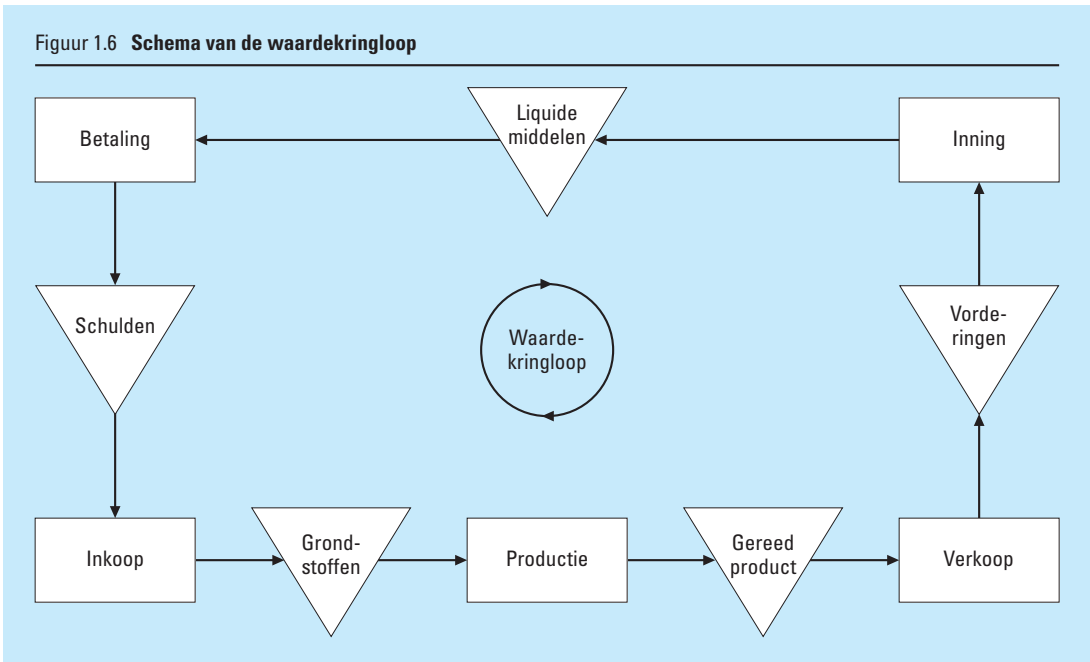 Figuur 1.6 Schema van de waardekringloop
Betaling
Liquide
middelen
Inning
Schulden
Waarde-
kringloop
Vorde-
ringen
Inkoop
Grond-
stoffen
Productie
Gereed
product
Verkoop